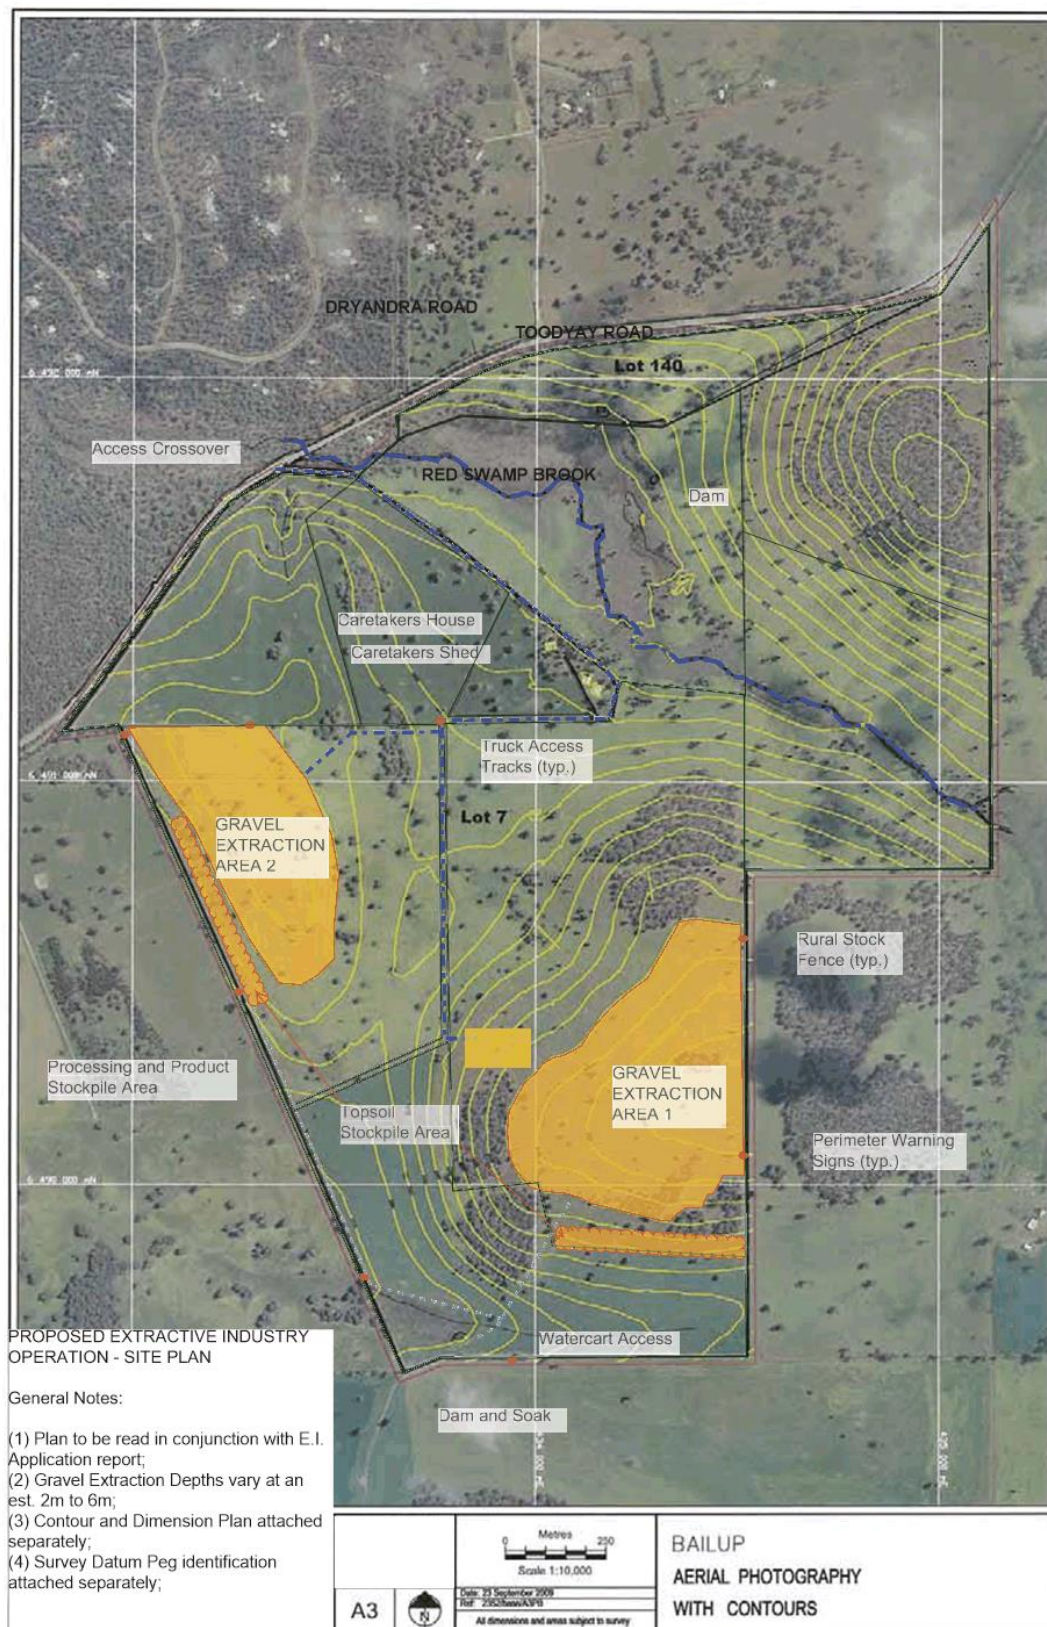 DRYANDRA ROAD
TOODYAY ROAD
Lot 140
Access Crossover
RED SWAMP BROOK
Dam
Caretakers House
Caretakers Shed
Truck Access
Tracks (typ.)
Lot 7
GRAVEL
EXTRACTION
AREA 2
Rural Stock
Fence (typ.)
Processing and Product
Stockpile Area
GRAVEL
EXTRACTION
AREA 1
Topsoil
Stockpile Area
Perimeter Warning
Signs (typ.)
Watercart Access
Dam and Soak
PROPOSED EXTRACTIVE INDUSTRY
OPERATION - SITE PLAN
General Notes:
(1) Plan to be read in conjunction with E.I.
Application report;
(2) Gravel Extraction Depths vary at an
est. 2m to 6m;
(3) Contour and Dimension Plan attached
separately;
(4) Survey Datum Peg identification
attached separately;
A3
N
0 Metres 250
Scale 1:10,000
Date: 23 September 2009
All dimensions and areas subject to survey
BAILUP
AERIAL PHOTOGRAPHY
WITH CONTOURS